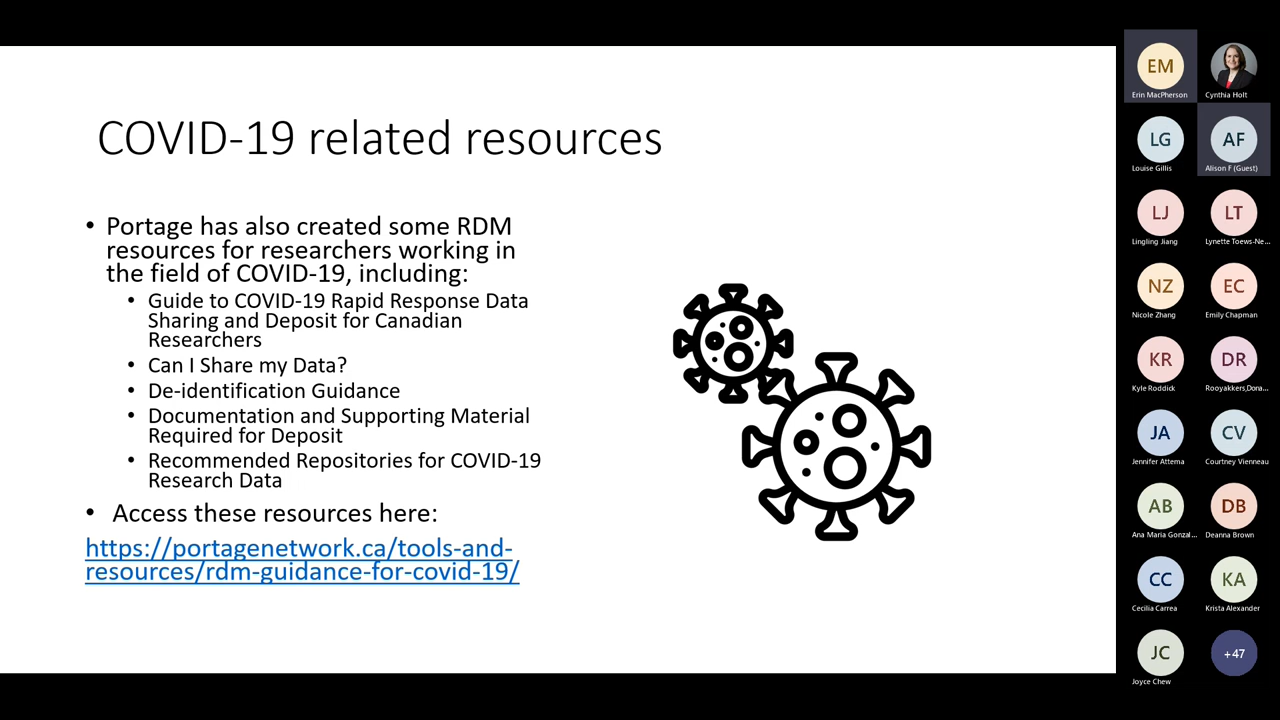 COVID-19 related resources
• Portage has also created some RDM
resources for researchers working in
the field of COVID-19, including:
• Guide to COVID-19 Rapid Response Data
Sharing and Deposit for Canadian
Researchers
• Can I Share my Data?
• De-identification Guidance
• Documentation and Supporting Material
Required for Deposit
• Recommended Repositories for COVID-19
Research Data
• Access these resources here:
https://portagenetwork.ca/tools-and-
resources/rdm-guidance-for-covid-19/
EM
Erin MacPherson
Cynthia Holt
LG
Louise Gillis
AF
Alison F (Guest)
LJ
Lingling Jiang
LT
Lynette Toews-Ne...
NZ
Nicole Zhang
EC
Emily Chapman
KR
Kyle Roddick
DR
Rooyakkers,Dona...
JA
Jennifer Attema
CV
Courtney Vienneau
AB
Ana Maria Gonzal...
DB
Deanna Brown
CC
Cecilia Carrea
KA
Krista Alexander
JC
Joyce Chew
+47